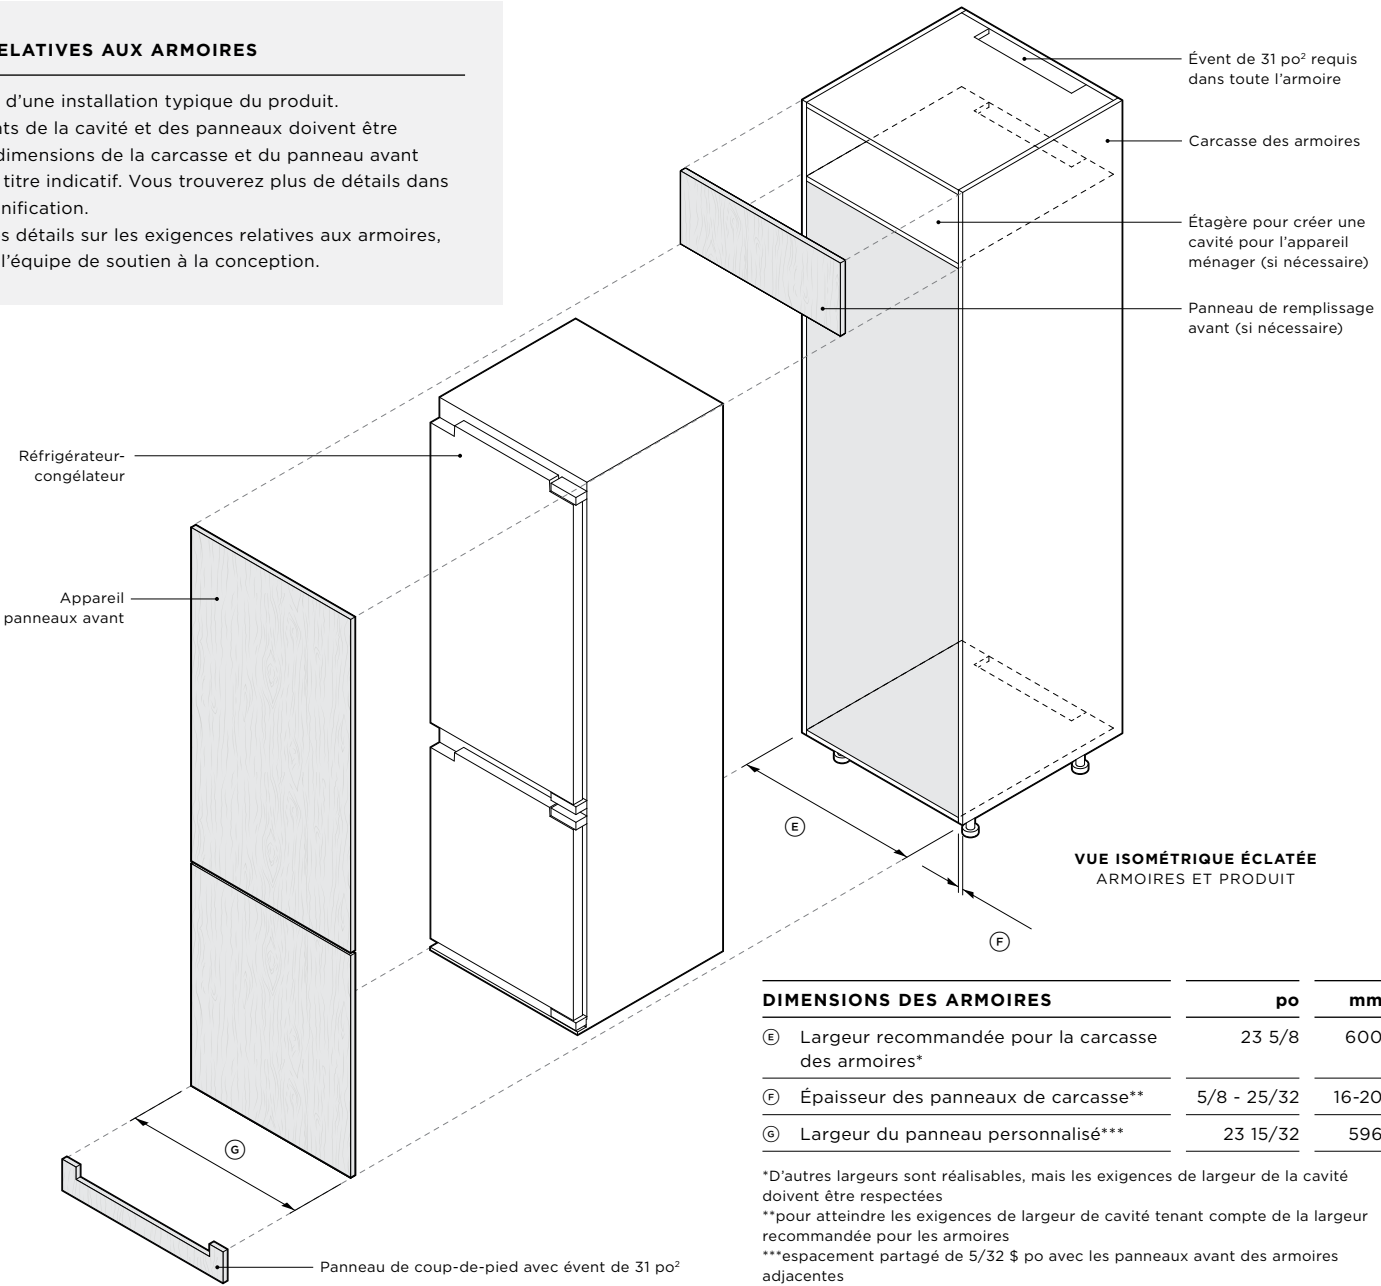 ELATIVES AUX ARMOIRES
d'une installation typique du produit.
ts de la cavité et des panneaux doivent être
dimensions de la carcasse et du panneau avant
titre indicatif. Vous trouverez plus de détails dans
nification.
s détails sur les exigences relatives aux armoires,
l'équipe de soutien à la conception.
Évent de 31 po² requis
dans toute l'armoire
Carcasse des armoires
Étagère pour créer une
cavité pour l'appareil
ménager (si nécessaire)
Panneau de remplissage
avant (si nécessaire)
Réfrigérateur-
congélateur
Appareil
panneaux avant
E
VUE ISOMÉTRIQUE ÉCLATÉE
ARMOIRES ET PRODUIT
F
G
Panneau de coup-de-pied avec évent de 31 po²
DIMENSIONS DES ARMOIRES po mm
E Largeur recommandée pour la carcasse 23 5/8 600
des armoires*
F Épaisseur des panneaux de carcasse** 5/8 - 25/32 16-20
G Largeur du panneau personnalisé*** 23 15/32 596
*D'autres largeurs sont réalisables, mais les exigences de largeur de la cavité
doivent être respectées
**pour atteindre les exigences de largeur de cavité tenant compte de la largeur
recommandée pour les armoires
***espacement partagé de 5/32 $ po avec les panneaux avant des armoires
adjacentes